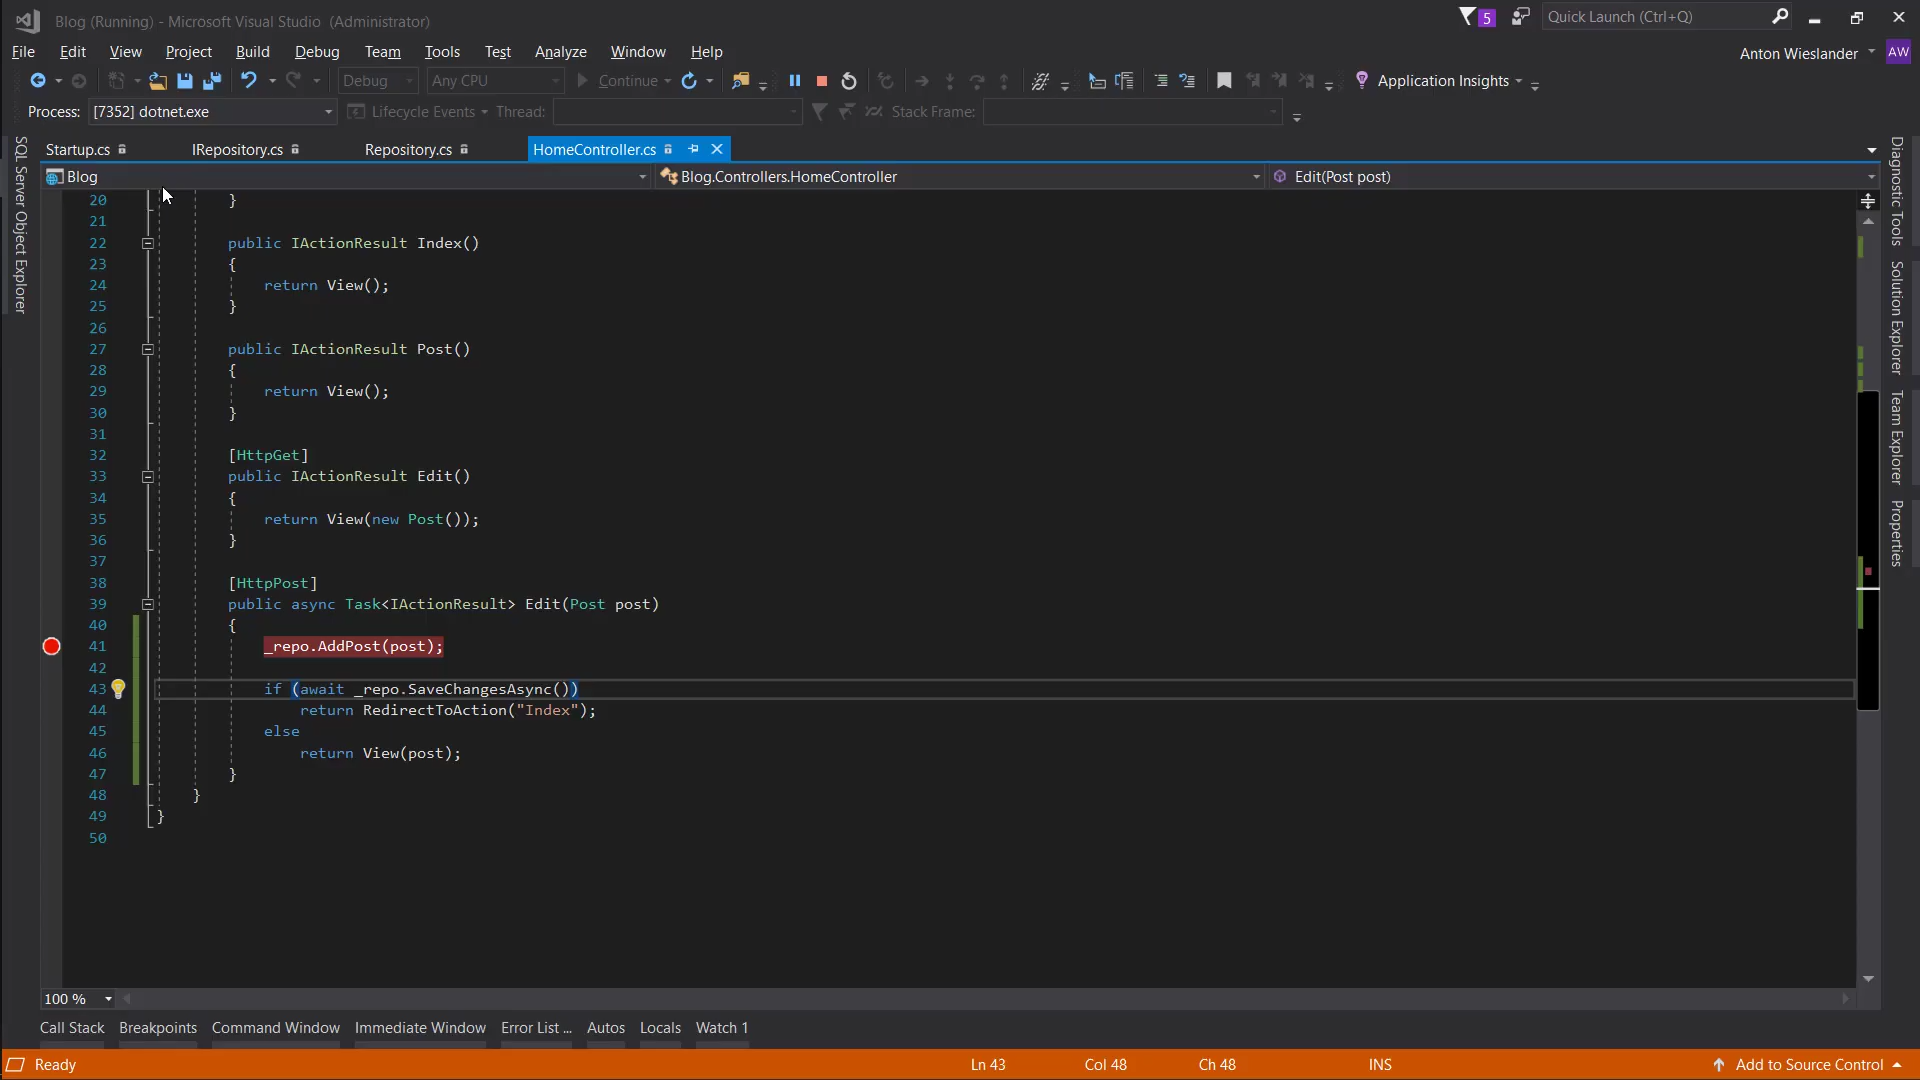 Blog (Running) - Microsoft Visual Studio (Administrator)
5
Quick Launch (Ctrl+Q)
File Edit View Project Build Debug Team Tools Test Analyze Window Help
Anton Wieslander AW
Debug Any CPU Continue Application Insights
Process: [7352] dotnet.exe Lifecycle Events Thread: Stack Frame:
Startup.cs IRepository.cs Repository.cs HomeController.cs
Blog Blog.Controllers.HomeController Edit(Post post)
SQL Server Object Explorer
Diagnostic Tools
Solution Explorer
Team Explorer
Properties
20 }
21
22 public IActionResult Index()
23 {
24 return View();
25 }
26
27 public IActionResult Post()
28 {
29 return View();
30 }
31
32 [HttpGet]
33 public IActionResult Edit()
34 {
35 return View(new Post());
36 }
37
38 [HttpPost]
39 public async Task<IActionResult> Edit(Post post)
40 {
41 _repo.AddPost(post);
42
43 if (await _repo.SaveChangesAsync())
44 return RedirectToAction("Index");
45 else
46 return View(post);
47 }
48 }
49 }
50
100 %
Call Stack Breakpoints Command Window Immediate Window Error List ... Autos Locals Watch 1
Ready Ln 43 Col 48 Ch 48 INS Add to Source Control